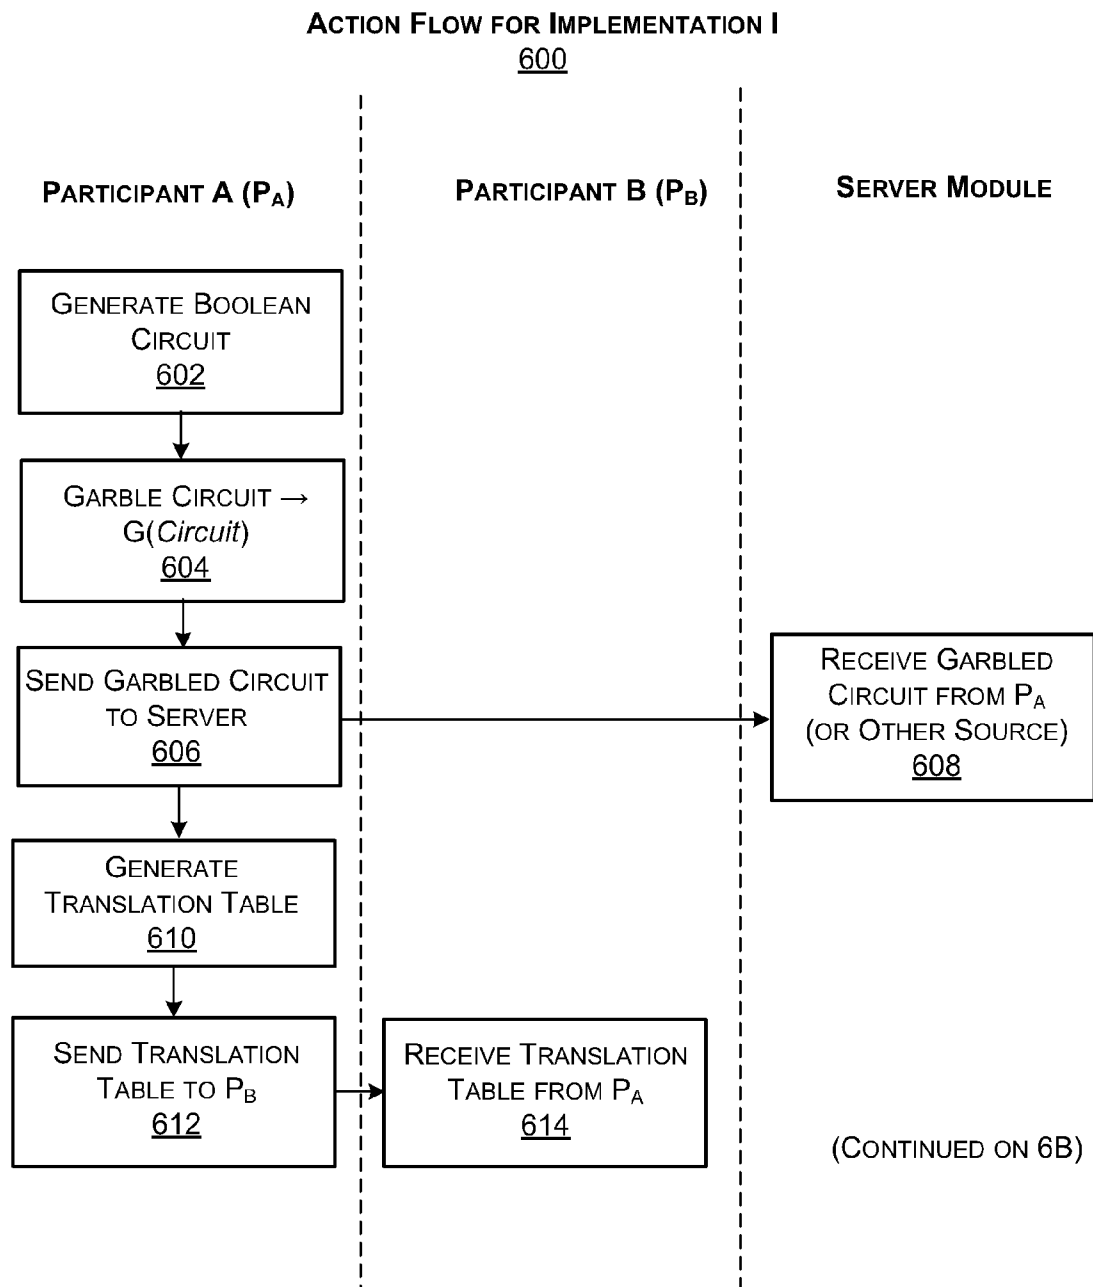 ACTION FLOW FOR IMPLEMENTATION I
600
PARTICIPANT A (PA)
PARTICIPANT B (PB)
SERVER MODULE
GENERATE BOOLEAN
CIRCUIT
602
GARBLE CIRCUIT →
G(Circuit)
604
SEND GARBLED CIRCUIT
TO SERVER
606
RECEIVE GARBLED
CIRCUIT FROM PA
(OR OTHER SOURCE)
608
GENERATE
TRANSLATION TABLE
610
SEND TRANSLATION
TABLE TO PB
612
RECEIVE TRANSLATION
TABLE FROM PA
614
(CONTINUED ON 6B)